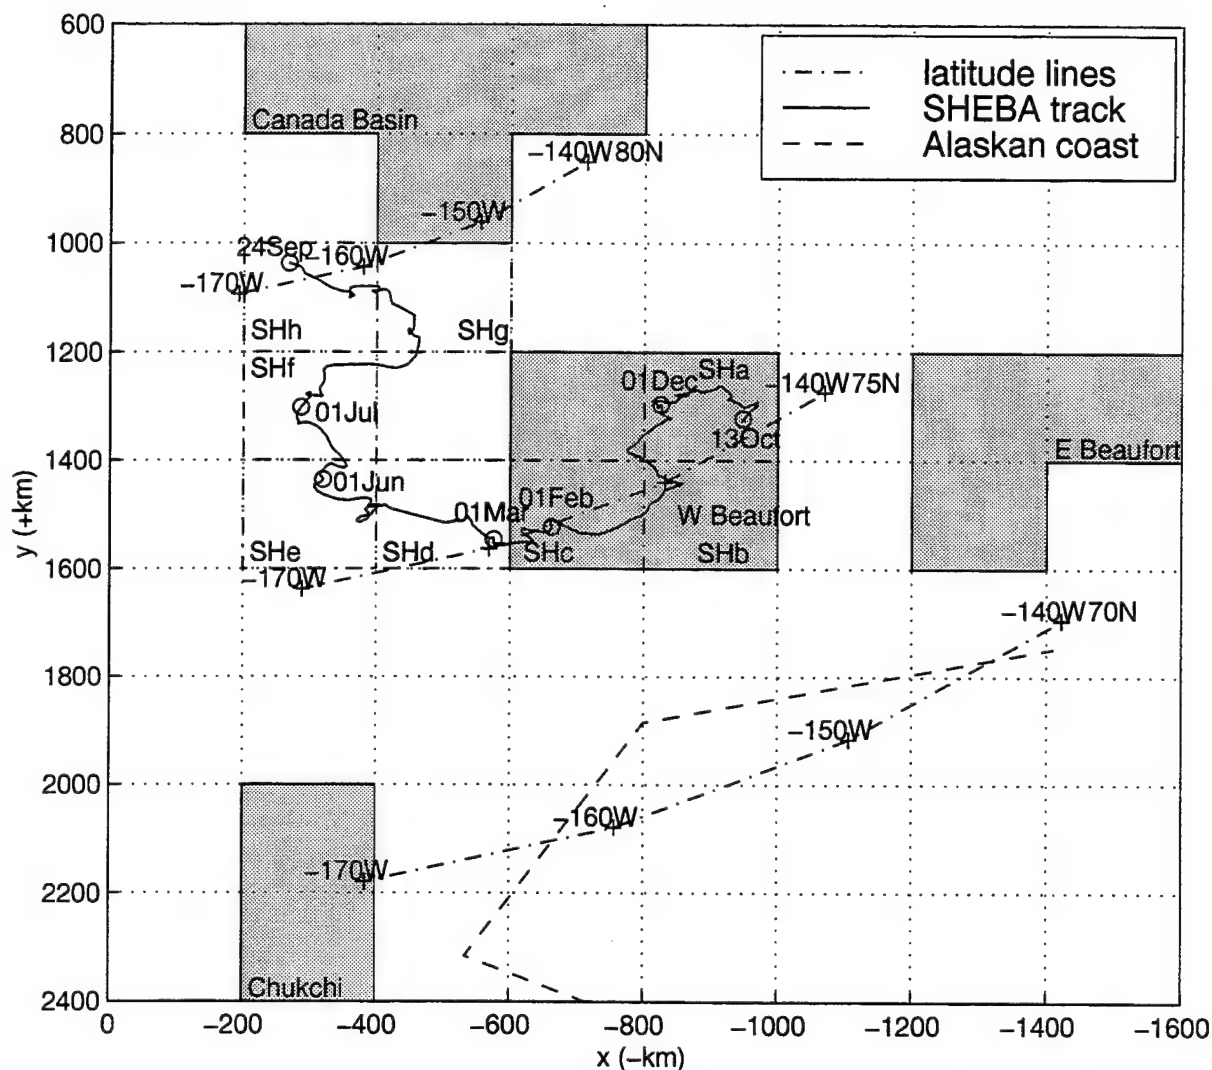 600
800
1000
1200
1400
1600
1800
2000
2200
2400
y (+km)
latitude lines
SHEBA track
Alaskan coast
Canada Basin
−140W80N
−150W
24Sep
−160W
−170W
SHh
SHg
SHf
01Dec
SHa
−140W75N
01Jul
13Oct
E Beaufort
01Jun
01Feb
01Mar
W Beaufort
SHe
SHd
SHc
SHb
−170W
−140W70N
−150W
−160W
−170W
Chukchi
0
−200
−400
−600
−800
−1000
−1200
−1400
−1600
x (−km)